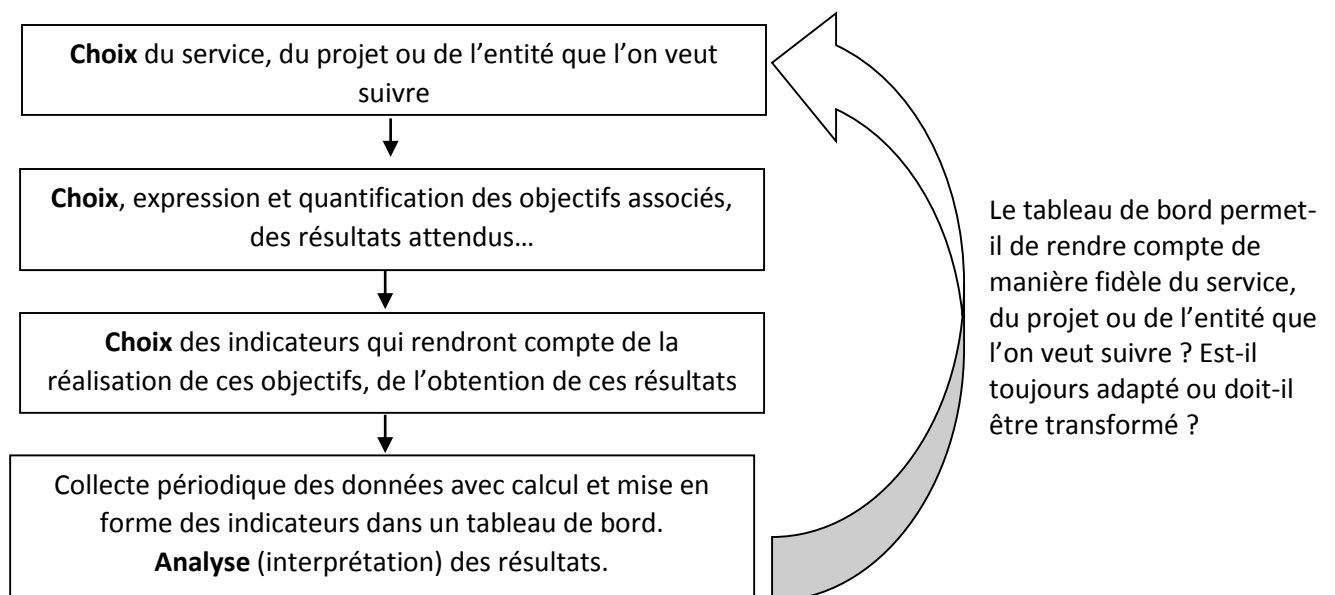 Choix du service, du projet ou de l’entité que l’on veut
suivre
Choix, expression et quantification des objectifs associés,
des résultats attendus…
Choix des indicateurs qui rendront compte de la
réalisation de ces objectifs, de l’obtention de ces résultats
Collecte périodique des données avec calcul et mise en
forme des indicateurs dans un tableau de bord.
Analyse (interprétation) des résultats.
Le tableau de bord permet-
il de rendre compte de
manière fidèle du service,
du projet ou de l’entité que
l’on veut suivre ? Est-il
toujours adapté ou doit-il
être transformé ?